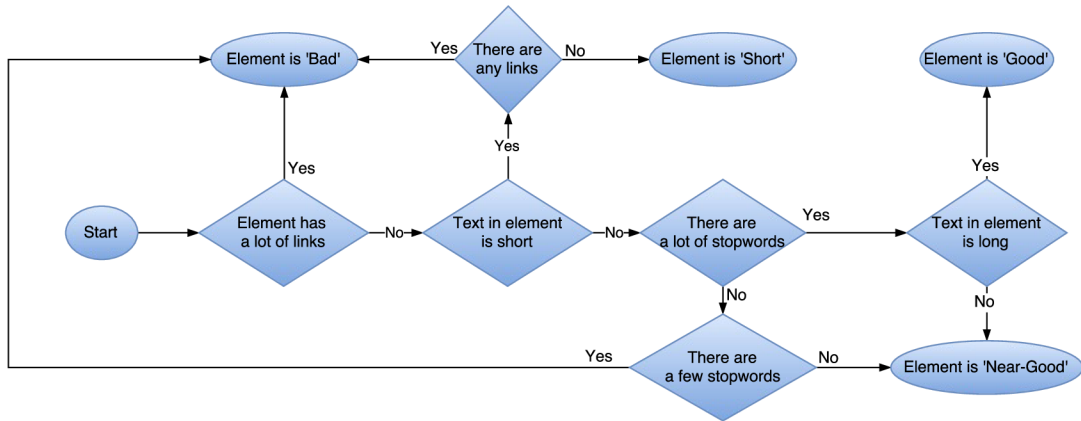 Element is 'Bad'
Yes
There are
any links
No
Element is 'Short'
Element is 'Good'
Yes
Yes
Yes
Start
Element has
a lot of links
No
Text in element
is short
No
There are
a lot of stopwords
Yes
Text in element
is long
No
No
Yes
There are
a few stopwords
No
Element is 'Near-Good'